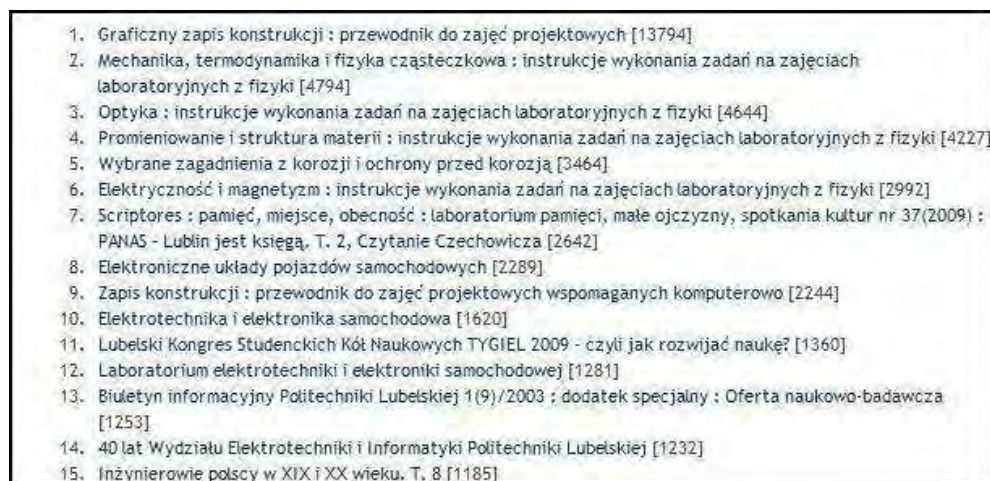 1. Graficzny zapis konstrukcji : przewodnik do zajęć projektowych [13794]
2. Mechanika, termodynamika i fizyka cząsteczkowa : instrukcje wykonania zadań na zajęciach
laboratoryjnych z fizyki [4794]
3. Optyka : instrukcje wykonania zadań na zajęciach laboratoryjnych z fizyki [4644]
4. Promieniowanie i struktura materii : instrukcje wykonania zadań na zajęciach laboratoryjnych z fizyki [4227]
5. Wybrane zagadnienia z korozji i ochrony przed korozją [3464]
6. Elektryczność i magnetyzm : instrukcje wykonania zadań na zajęciach laboratoryjnych z fizyki [2992]
7. Scriptores : pamięć, miejsce, obecność : laboratorium pamięci, małe ojczyzny, spotkania kultur nr 37(2009) :
PANAS - Lublin jest księgą. T. 2, Czytanie Czechowicza [2642]
8. Elektroniczne układy pojazdów samochodowych [2289]
9. Zapis konstrukcji : przewodnik do zajęć projektowych wspomaganych komputerowo [2244]
10. Elektrotechnika i elektronika samochodowa [1620]
11. Lubelski Kongres Studenckich Kół Naukowych TYGIEL 2009 - czyli jak rozwijać naukę? [1360]
12. Laboratorium elektrotechniki i elektroniki samochodowej [1281]
13. Biuletyn informacyjny Politechniki Lubelskiej 1(9)/2003 : dodatek specjalny : Oferta naukowo-badawcza
[1253]
14. 40 lat Wydziału Elektrotechniki i Informatyki Politechniki Lubelskiej [1232]
15. Inżynierowie polscy w XIX i XX wieku. T. 8 [1185]